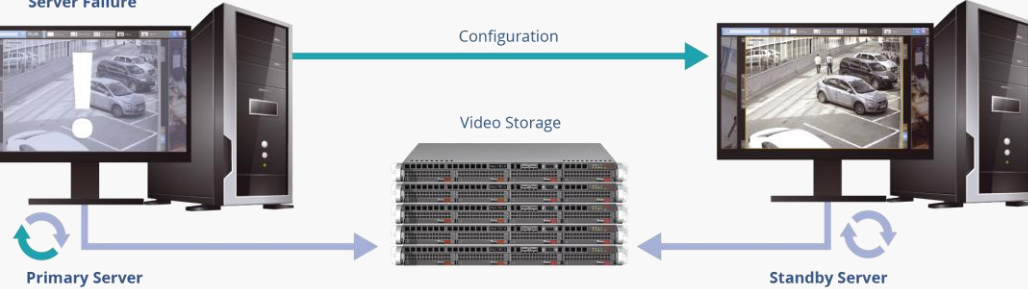 Server Failure
Configuration
Video Storage
Primary Server
Standby Server